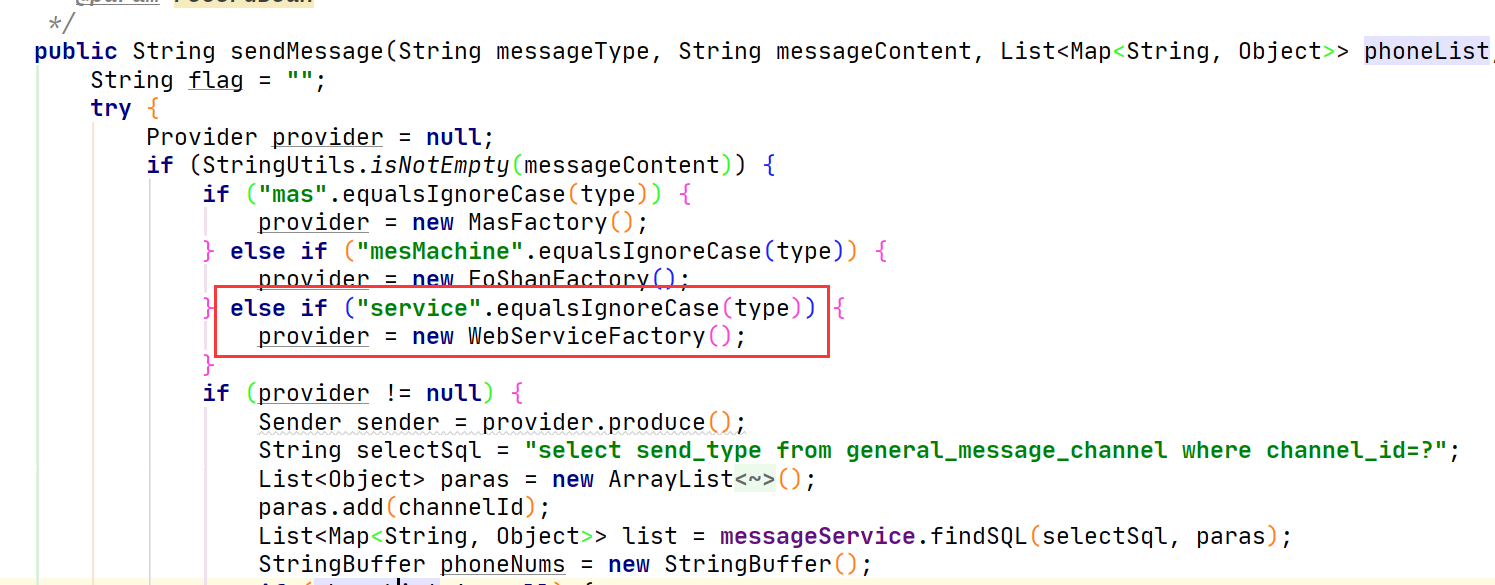 */
public String sendMessage(String messageType, String messageContent, List<Map<String, Object>> phoneList,
String flag = "";
try {
Provider provider = null;
if (StringUtils.isNotEmpty(messageContent)) {
if ("mas".equalsIgnoreCase(type)) {
provider = new MasFactory();
} else if ("mesMachine".equalsIgnoreCase(type)) {
provider = new FoShanFactory();
} else if ("service".equalsIgnoreCase(type)) {
provider = new WebServiceFactory();
}
if (provider != null) {
Sender sender = provider.produce();
String selectSql = "select send_type from general_message_channel where channel_id=?";
List<Object> paras = new ArrayList<~>();
paras.add(channelId);
List<Map<String, Object>> list = messageService.findSQL(selectSql, paras);
StringBuffer phoneNums = new StringBuffer();